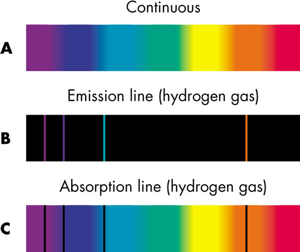 Continuous
A
Emission line (hydrogen gas)
B
Absorption line (hydrogen gas)
C